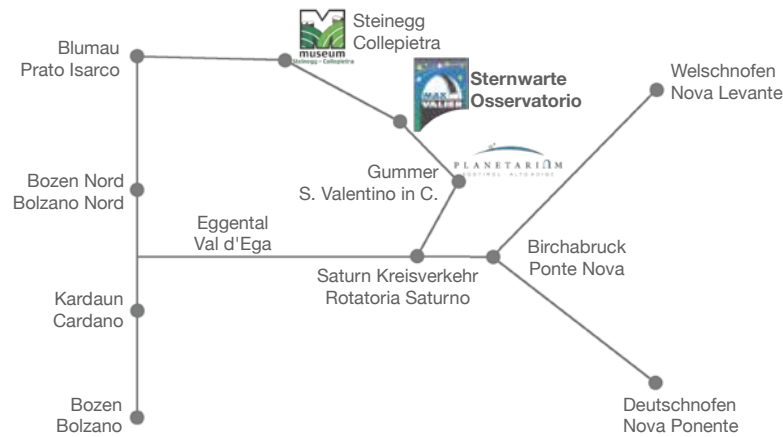 Steinegg
Collepietra
museum
Steinegg - Collepietra
Blumau
Prato Isarco
MAX
VALIER
Sternwarte
Osservatorio
Welschnofen
Nova Levante
PLANETARIUM
SÜDTIROL · ALTO ADIGE
Gummer
S. Valentino in C.
Bozen Nord
Bolzano Nord
Eggental
Val d'Ega
Birchabruck
Ponte Nova
Saturn Kreisverkehr
Rotatoria Saturno
Kardaun
Cardano
Bozen
Bolzano
Deutschnofen
Nova Ponente